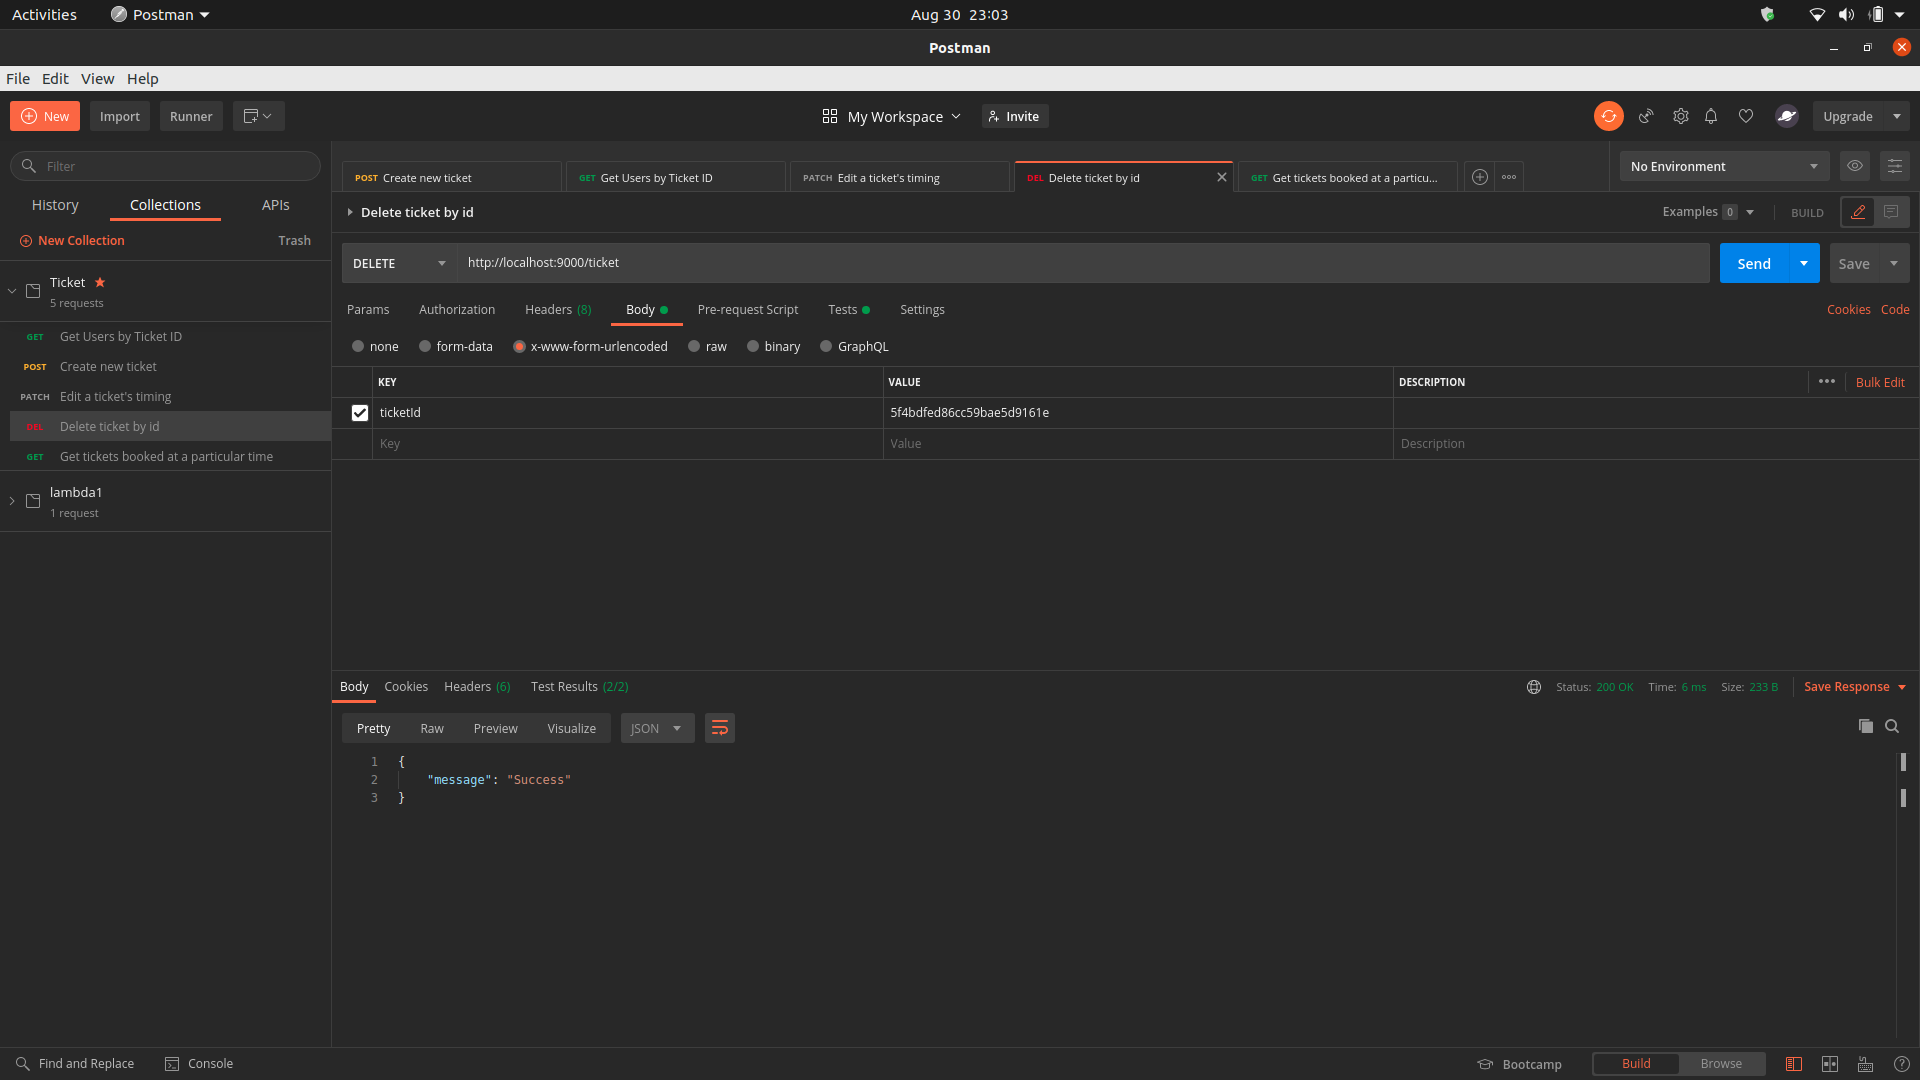 Activities Postman Aug 30 23:03
Postman
File Edit View Help
New Import Runner My Workspace Invite Upgrade
Filter
History Collections APIs
New Collection Trash
Ticket
5 requests
GET Get Users by Ticket ID
POST Create new ticket
PATCH Edit a ticket's timing
DEL Delete ticket by id
GET Get tickets booked at a particular time
lambda1
1 request
POST Create new ticket GET Get Users by Ticket ID PATCH Edit a ticket's timing DEL Delete ticket by id GET Get tickets booked at a particu... No Environment
Delete ticket by id Examples 0 BUILD
DELETE http://localhost:9000/ticket Send Save
Params Authorization Headers (8) Body Pre-request Script Tests Settings Cookies Code
none form-data x-www-form-urlencoded raw binary GraphQL
KEY VALUE DESCRIPTION Bulk Edit
ticketId 5f4bdfed86cc59bae5d9161e
Key Value Description
Body Cookies Headers (6) Test Results (2/2) Status: 200 OK Time: 6 ms Size: 233 B Save Response
Pretty Raw Preview Visualize JSON
1 {
2 "message": "Success"
3 }
Find and Replace Console Bootcamp Build Browse